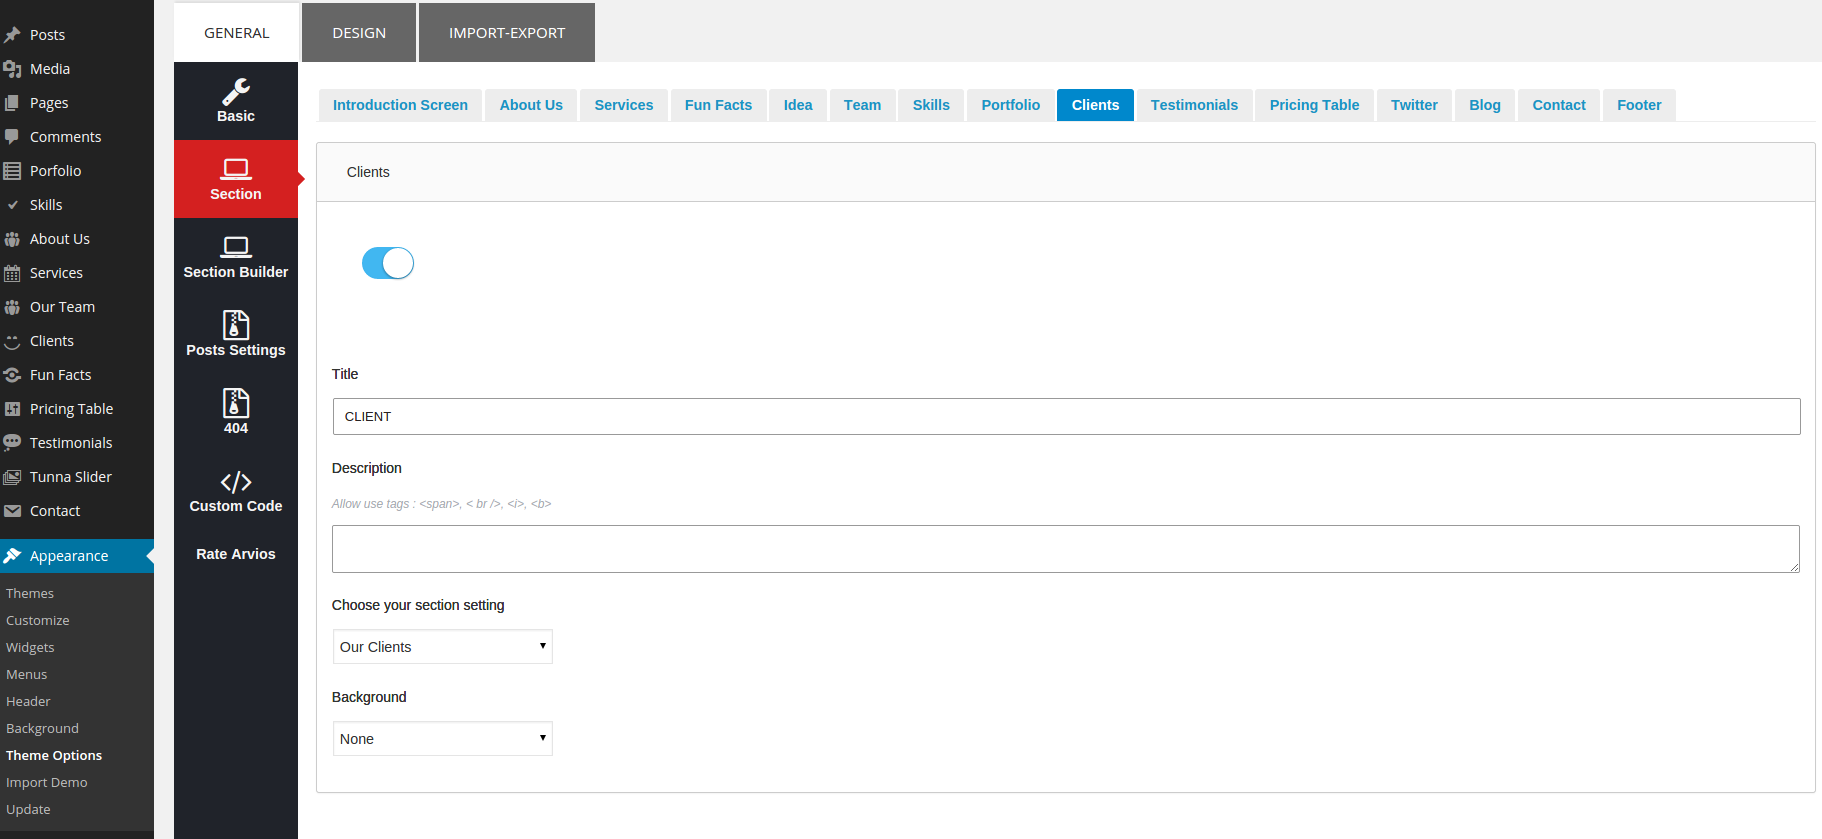 Posts
Media
Pages
Comments
Porfolio
Skills
About Us
Services
Our Team
Clients
Fun Facts
Pricing Table
Testimonials
Tunna Slider
Contact
Appearance
Themes
Customize
Widgets
Menus
Header
Background
Theme Options
Import Demo
Update
GENERAL DESIGN IMPORT-EXPORT
Basic
Section
Section Builder
Posts Settings
404
Custom Code
Rate Arvios
Introduction Screen About Us Services Fun Facts Idea Team Skills Portfolio Clients Testimonials Pricing Table Twitter Blog Contact Footer
Clients
Title
CLIENT
Description
Allow use tags : <span>, < br />, <i>, <b>
Choose your section setting
Our Clients
Background
None